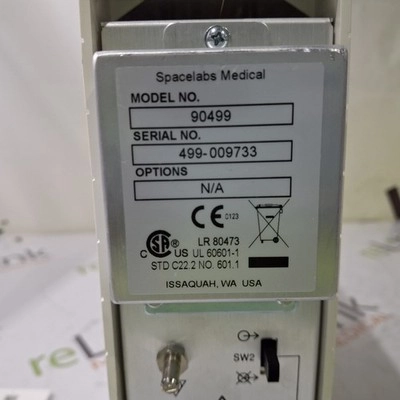 Spacelabs Medical
MODEL NO.
90499
SERIAL NO.
499-009733
OPTIONS
N/A
CE 0123
CSA ® LR 80473
C US UL 60601-1
STD C22.2 NO. 601.1
ISSAQUAH, WA USA
SW2